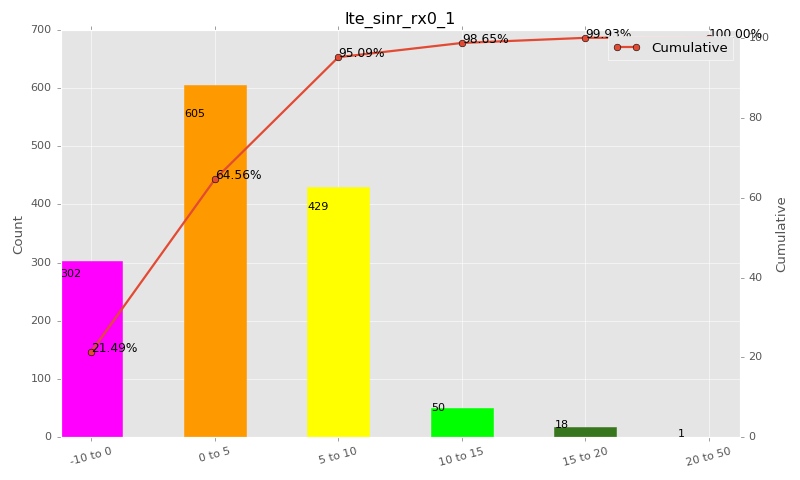 lte_sinr_rx0_1
700
600
500
400
300
200
100
0
Count
302
605
429
50
18
1
21.49%
64.56%
95.09%
98.65%
99.93%
100.00%
Cumulative
100
80
60
40
20
0
Cumulative
-10 to 0
0 to 5
5 to 10
10 to 15
15 to 20
20 to 50